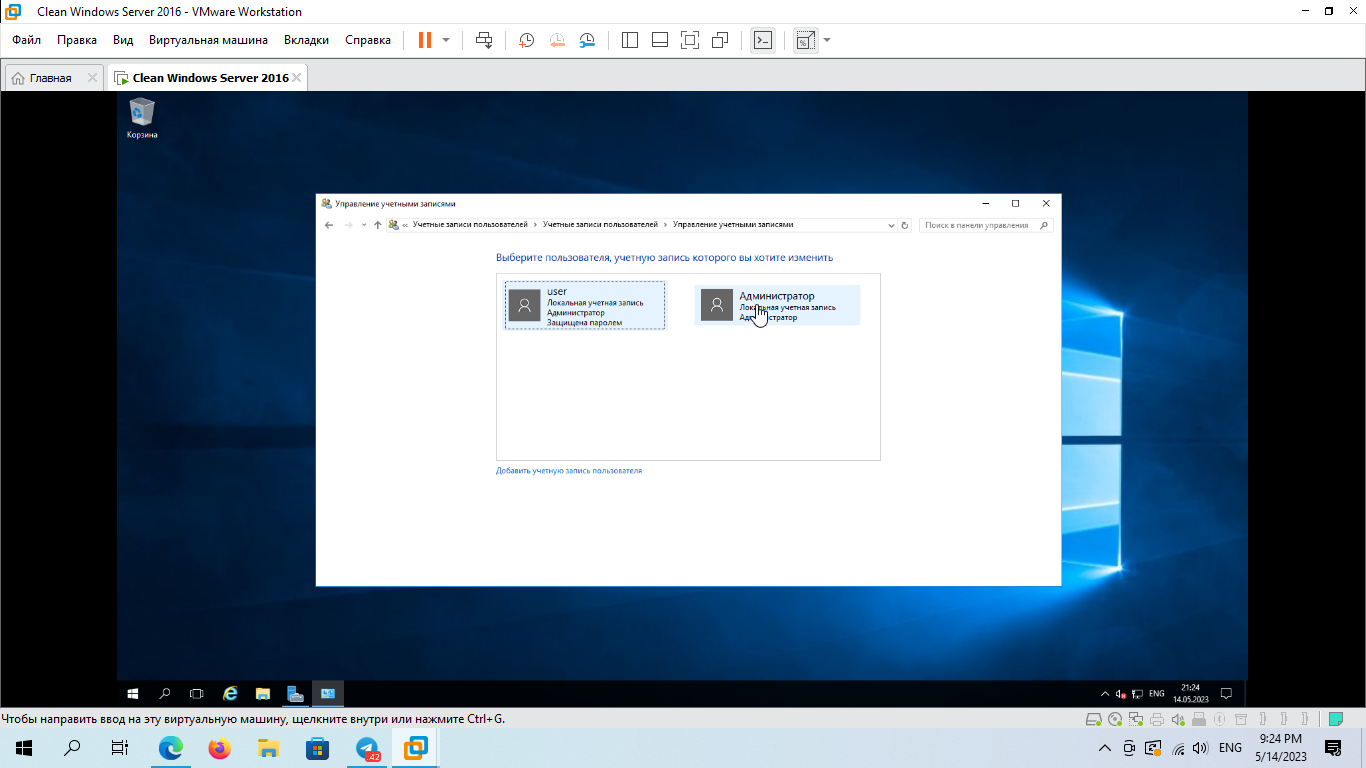 Clean Windows Server 2016 - VMware Workstation
Файл Правка Вид Виртуальная машина Вкладки Справка
Главная Clean Windows Server 2016
Корзина
Управление учетными записями
« Учетные записи пользователей › Учетные записи пользователей › Управление учетными записями
Поиск в панели управления
Выберите пользователя, учетную запись которого вы хотите изменить
user
Локальная учетная запись
Администратор
Защищена паролем
Администратор
Локальная учетная запись
Администратор
Добавить учетную запись пользователя
ENG
21:24
14.05.2023
Чтобы направить ввод на эту виртуальную машину, щелкните внутри или нажмите Ctrl+G.
42
ENG
9:24 PM
5/14/2023